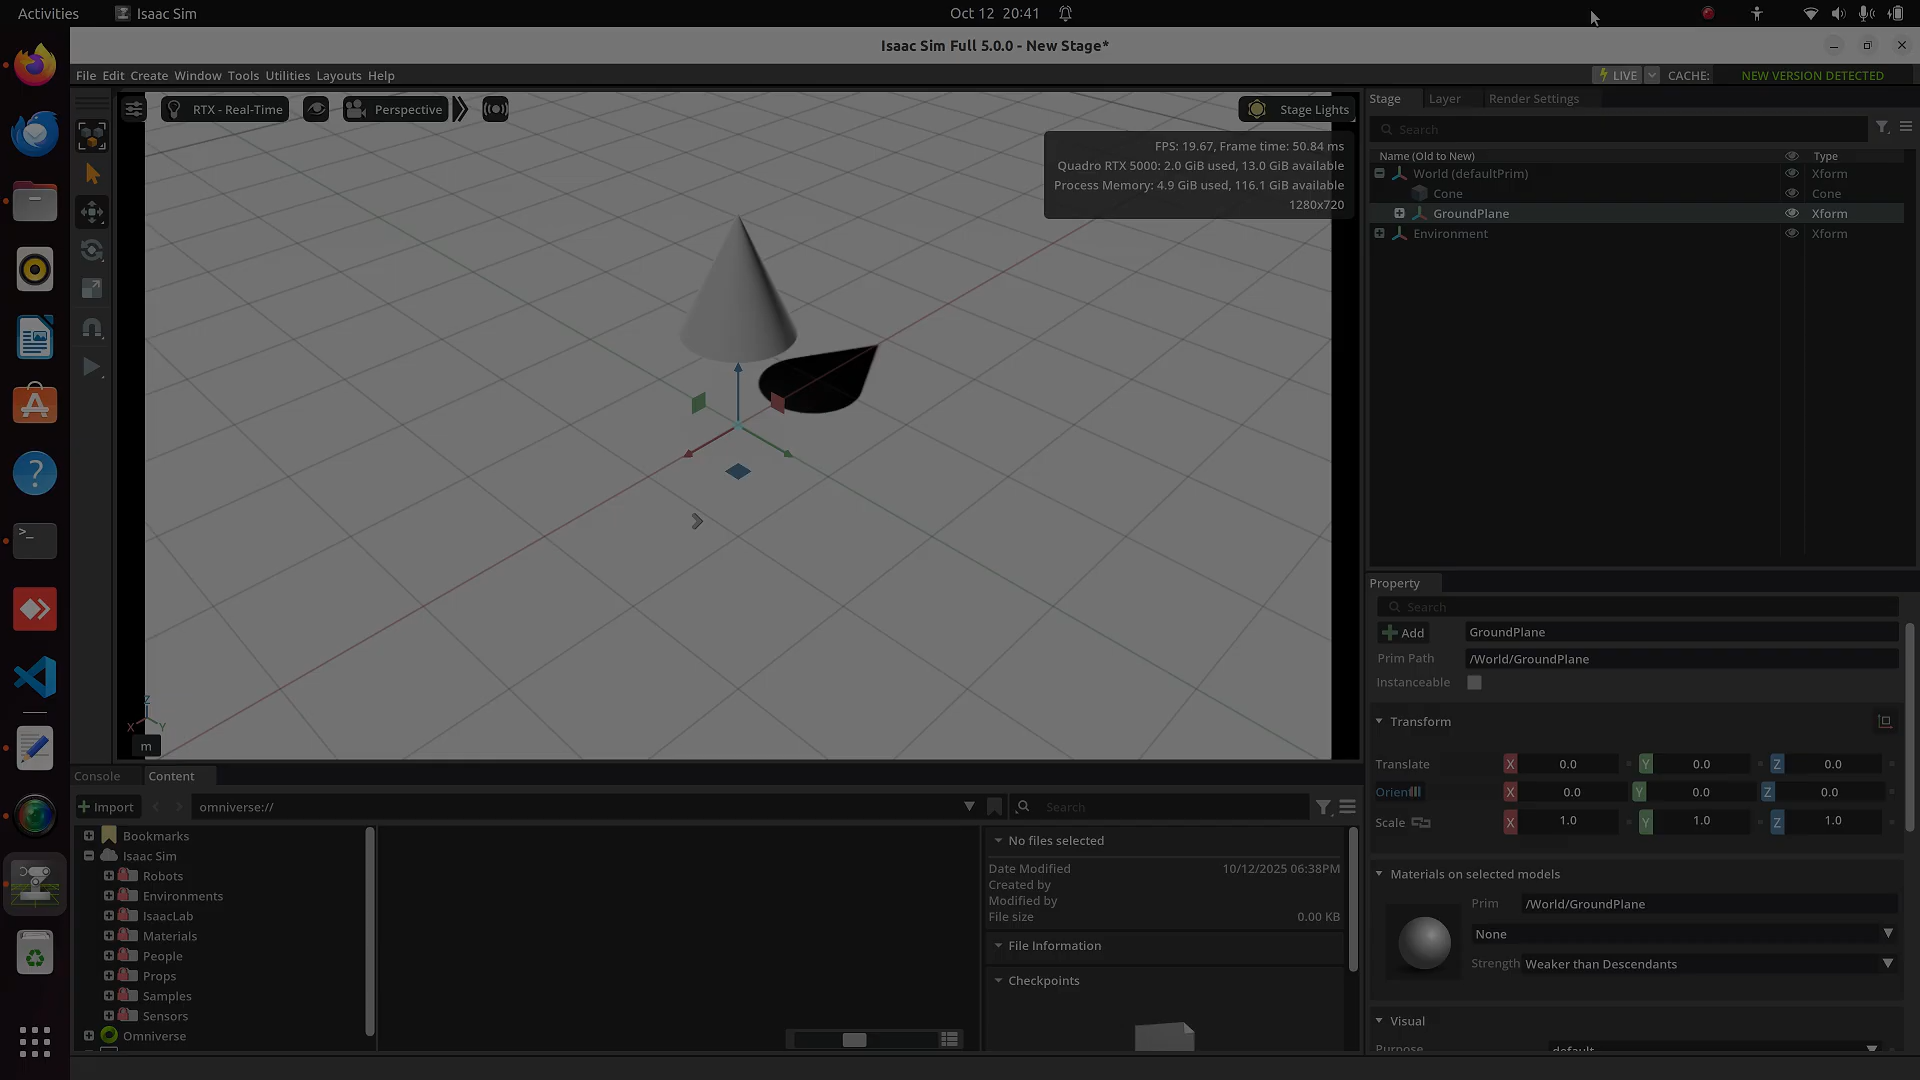 Activities
Isaac Sim
Oct 12 20:41
Isaac Sim Full 5.0.0 - New Stage*
File Edit Create Window Tools Utilities Layouts Help
LIVE
CACHE:
NEW VERSION DETECTED
RTX - Real-Time
Perspective
Stage Lights
FPS: 19.67, Frame time: 50.84 ms
Quadro RTX 5000: 2.0 GiB used, 13.0 GiB available
Process Memory: 4.9 GiB used, 116.1 GiB available
1280x720
Z
X
Y
m
Stage
Layer
Render Settings
Search
Name (Old to New)
Type
World (defaultPrim)
Xform
Cone
Cone
GroundPlane
Xform
Environment
Xform
Property
Search
Add
GroundPlane
Prim Path
/World/GroundPlane
Instanceable
Transform
Translate
X 0.0
Y 0.0
Z 0.0
Orient
X 0.0
Y 0.0
Z 0.0
Scale
X 1.0
Y 1.0
Z 1.0
Materials on selected models
Prim
/World/GroundPlane
None
Strength
Weaker than Descendants
Visual
Purpose
default
Console
Content
Import
omniverse://
Search
Bookmarks
Isaac Sim
Robots
Environments
IsaacLab
Materials
People
Props
Samples
Sensors
Omniverse
No files selected
Date Modified
10/12/2025 06:38PM
Created by
Modified by
File size
0.00 KB
File Information
Checkpoints